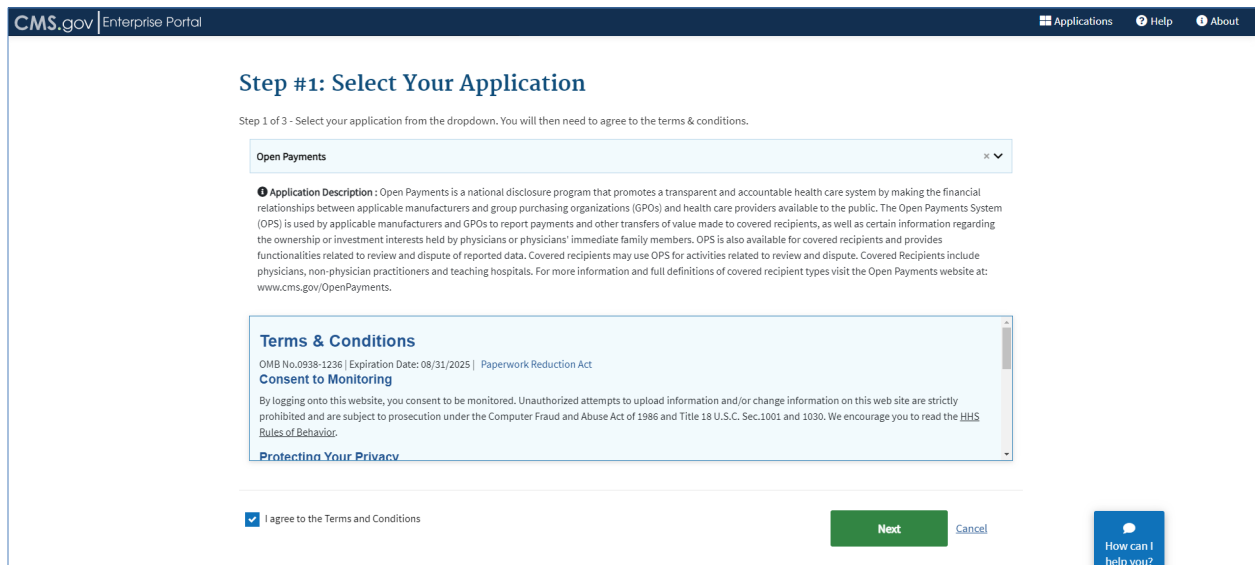 CMS.gov Enterprise Portal
Applications Help About
Step #1: Select Your Application
Step 1 of 3 - Select your application from the dropdown. You will then need to agree to the terms & conditions.
Open Payments
Application Description : Open Payments is a national disclosure program that promotes a transparent and accountable health care system by making the financial
relationships between applicable manufacturers and group purchasing organizations (GPOs) and health care providers available to the public. The Open Payments System
(OPS) is used by applicable manufacturers and GPOs to report payments and other transfers of value made to covered recipients, as well as certain information regarding
the ownership or investment interests held by physicians or physicians' immediate family members. OPS is also available for covered recipients and provides
functionalities related to review and dispute of reported data. Covered recipients may use OPS for activities related to review and dispute. Covered Recipients include
physicians, non-physician practitioners and teaching hospitals. For more information and full definitions of covered recipient types visit the Open Payments website at:
www.cms.gov/OpenPayments.
Terms & Conditions
OMB No.0938-1236 | Expiration Date: 08/31/2025 | Paperwork Reduction Act
Consent to Monitoring
By logging onto this website, you consent to be monitored. Unauthorized attempts to upload information and/or change information on this web site are strictly
prohibited and are subject to prosecution under the Computer Fraud and Abuse Act of 1986 and Title 18 U.S.C. Sec.1001 and 1030. We encourage you to read the HHS
Rules of Behavior.
Protecting Your Privacy
I agree to the Terms and Conditions
Next
Cancel
How can I
help you?